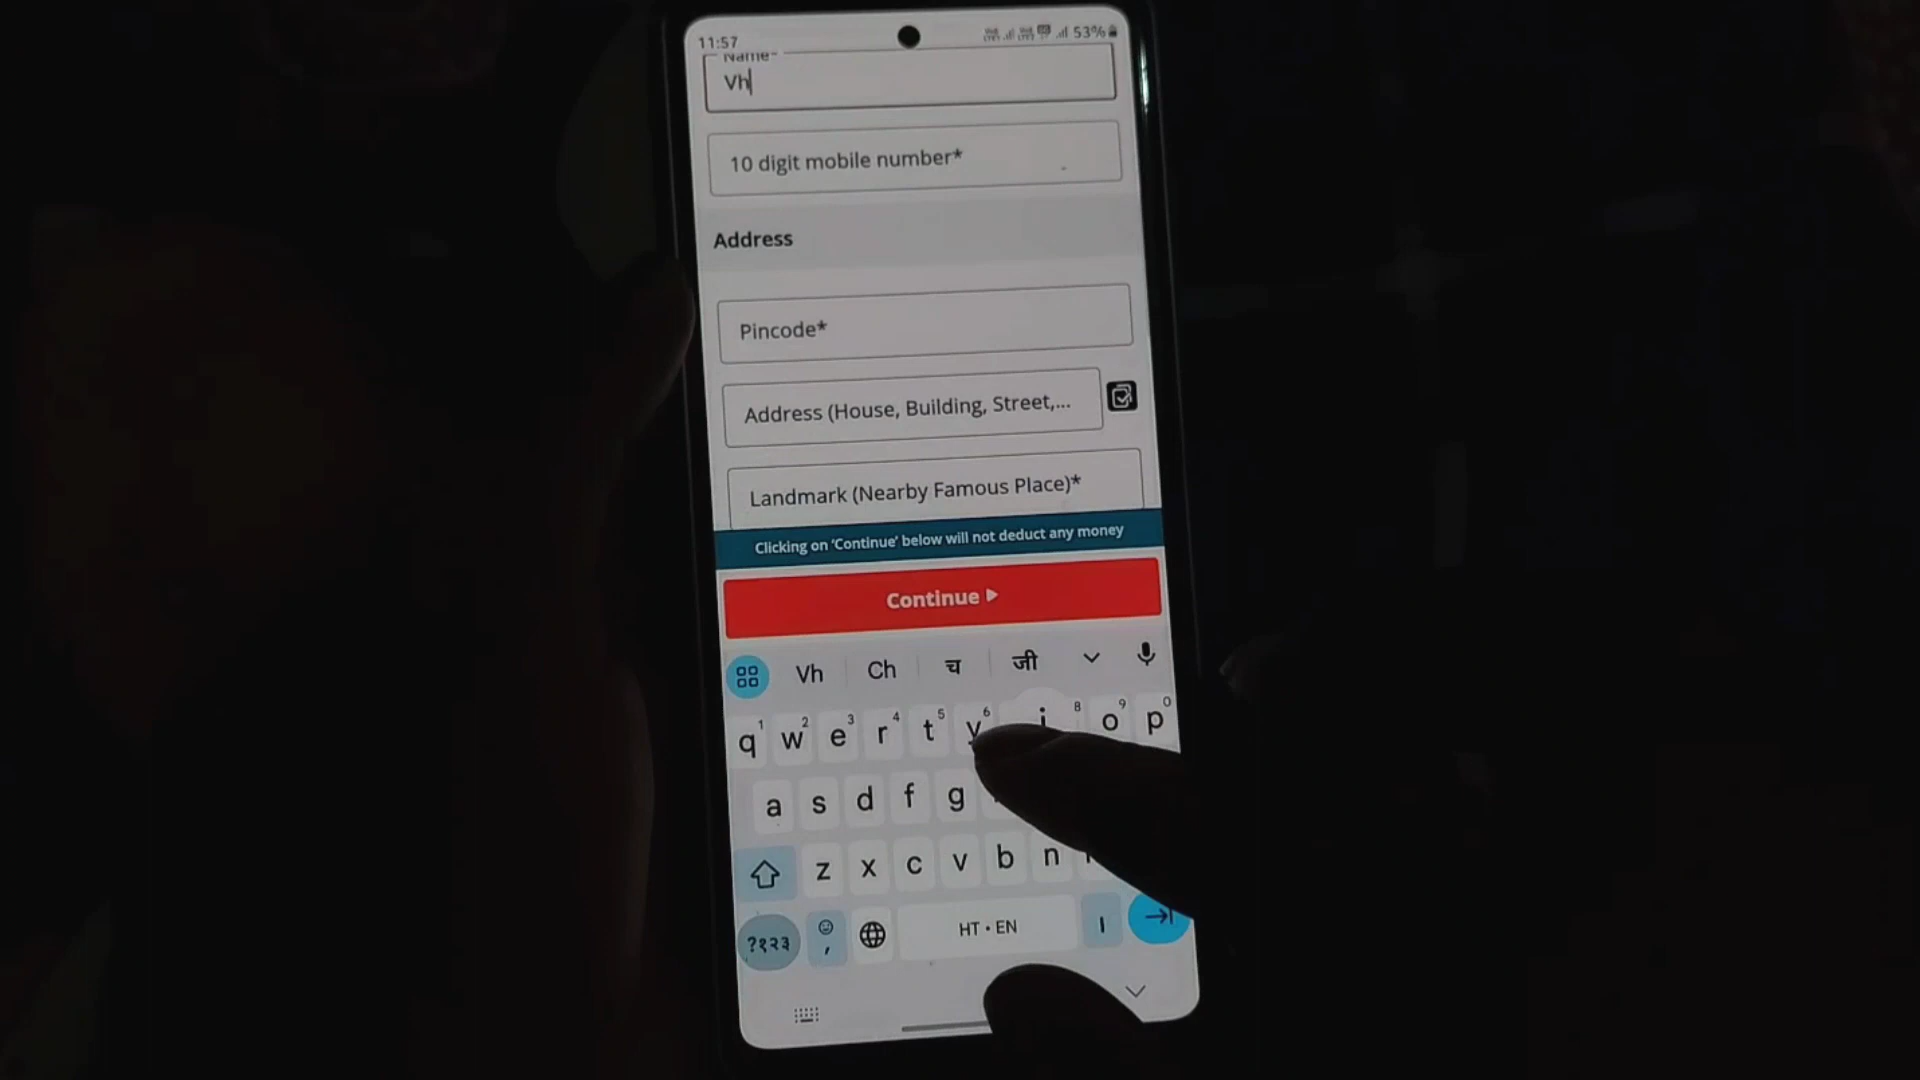 11:57
53%
Name*
Vh
10 digit mobile number*
Address
Pincode*
Address (House, Building, Street,...
Landmark (Nearby Famous Place)*
Clicking on 'Continue' below will not deduct any money
Continue
Vh Ch च जी
q1 w2 e3 r4 t5 y6 i 8 o9 p0
a s d f g
z x c v b n
?१२३ , HT • EN ।